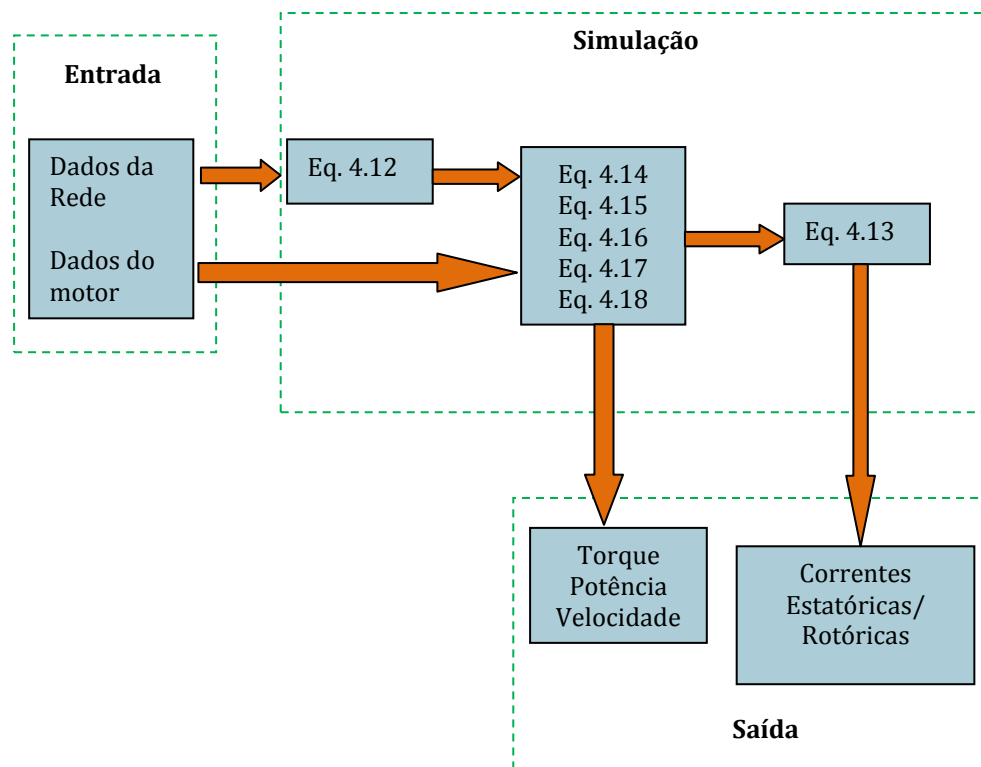 Simulação
Entrada
Dados da
Rede
Dados do
motor
Eq. 4.12
Eq. 4.14
Eq. 4.15
Eq. 4.16
Eq. 4.17
Eq. 4.18
Eq. 4.13
Torque
Potência
Velocidade
Correntes
Estatóricas/
Rotóricas
Saída